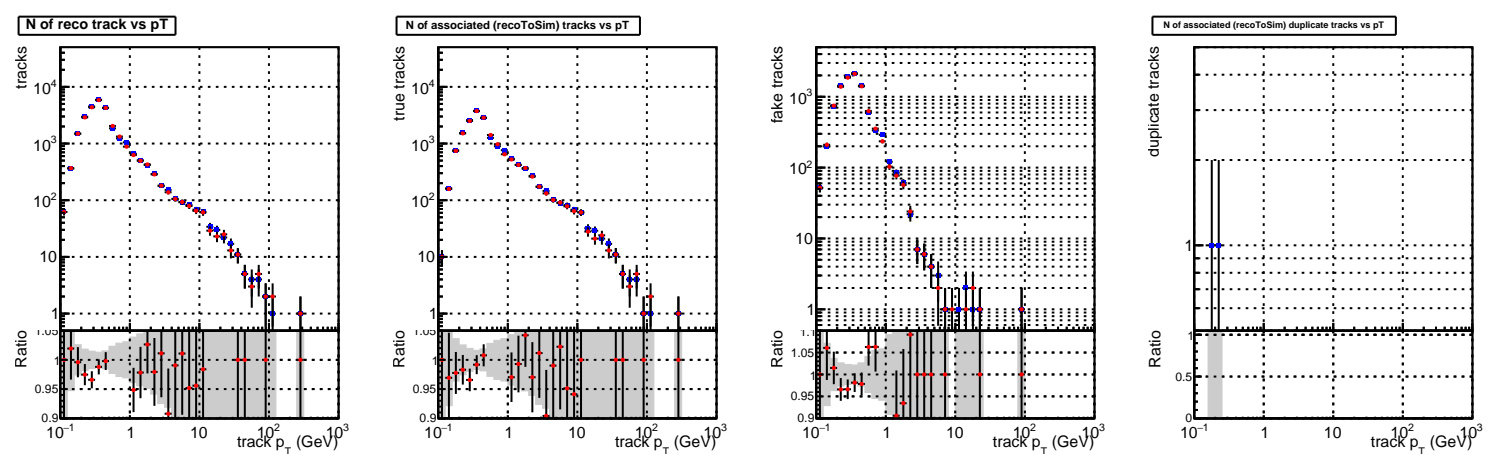 N of reco track vs pT
tracks
10^4
10^3
10^2
10
1
Ratio
1.05
1
0.95
0.9
10^-1 1 10 10^2 10^3
track p_T (GeV)
N of associated (recoToSim) tracks vs pT
true tracks
10^4
10^3
10^2
10
1
Ratio
1.05
1
0.95
0.9
10^-1 1 10 10^2 10^3
track p_T (GeV)
fake tracks
10^3
10^2
10
1
Ratio
1.1
1.05
1
0.95
0.9
10^-1 1 10 10^2 10^3
track p_T (GeV)
N of associated (recoToSim) duplicate tracks vs pT
duplicate tracks
1
Ratio
1
0.5
0
10^-1 1 10 10^2 10^3
track p_T (GeV)